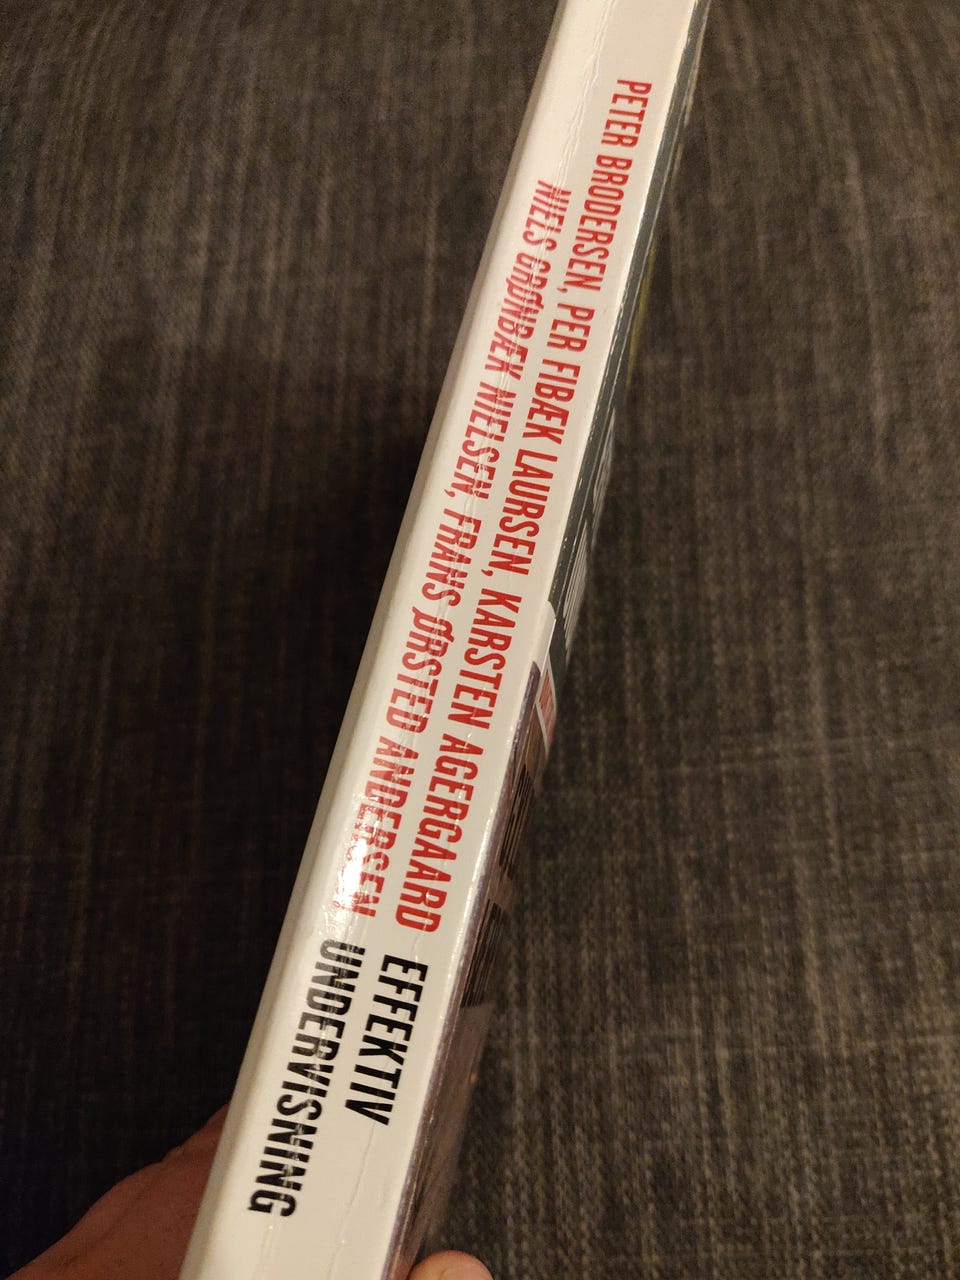 PETER BRODERSEN, PER FIBÆK LAURSEN, KARSTEN AGERGAARD
NIELS GRØNBÆK NIELSEN, FRANS ØRSTED ANDERSEN
EFFEKTIV
UNDERVISNING